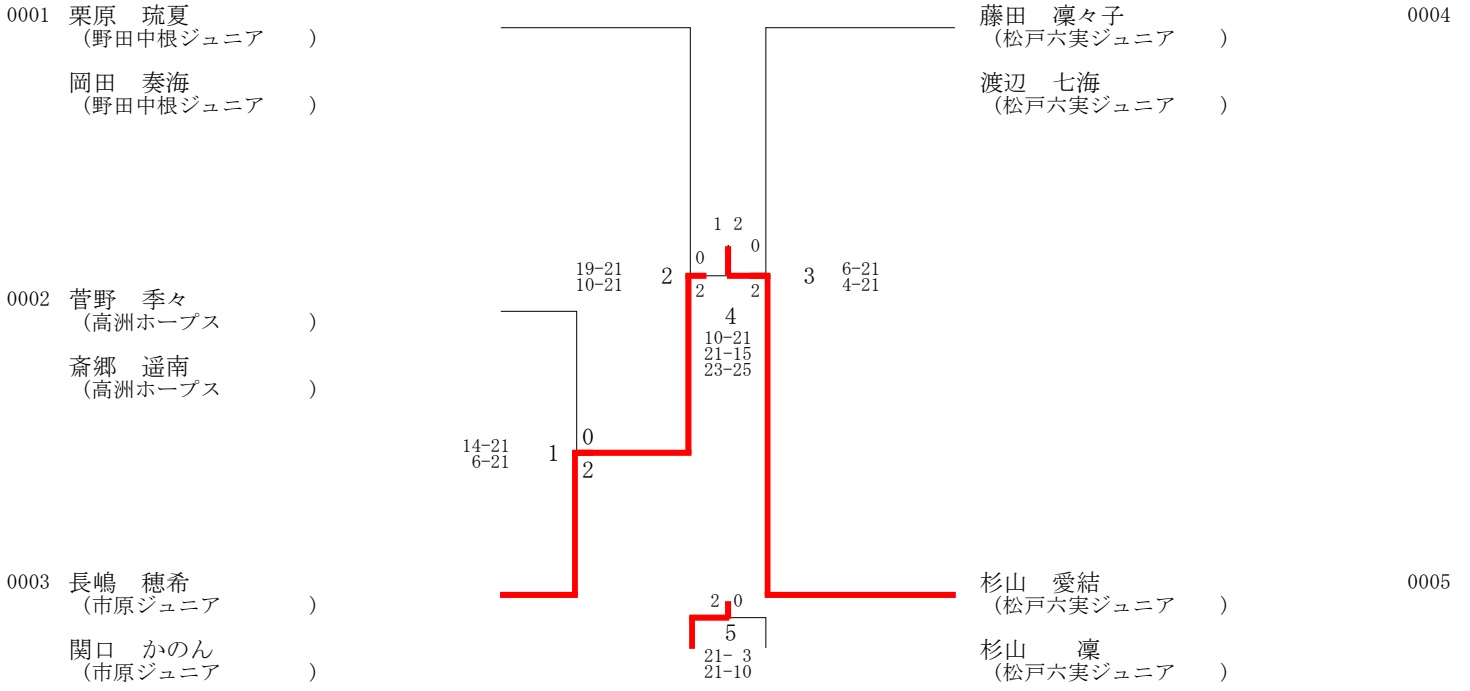 0001 栗原　琉夏
（野田中根ジュニア　　）
岡田　奏海
（野田中根ジュニア　　）
藤田　凜々子 0004
（松戸六実ジュニア　　）
渡辺　七海
（松戸六実ジュニア　　）
1 2
0
0
19-21
10-21
2
2
2
3
6-21
4-21
4
10-21
21-15
23-25
0002 菅野　季々
（高洲ホープス　　　　）
斎郷　遥南
（高洲ホープス　　　　）
14-21
6-21
1
0
2
0003 長嶋　穂希
（市原ジュニア　　　　）
関口　かのん
（市原ジュニア　　　　）
2 0
5
21- 3
21-10
杉山　愛結 0005
（松戸六実ジュニア　　）
杉山　　凜
（松戸六実ジュニア　　）